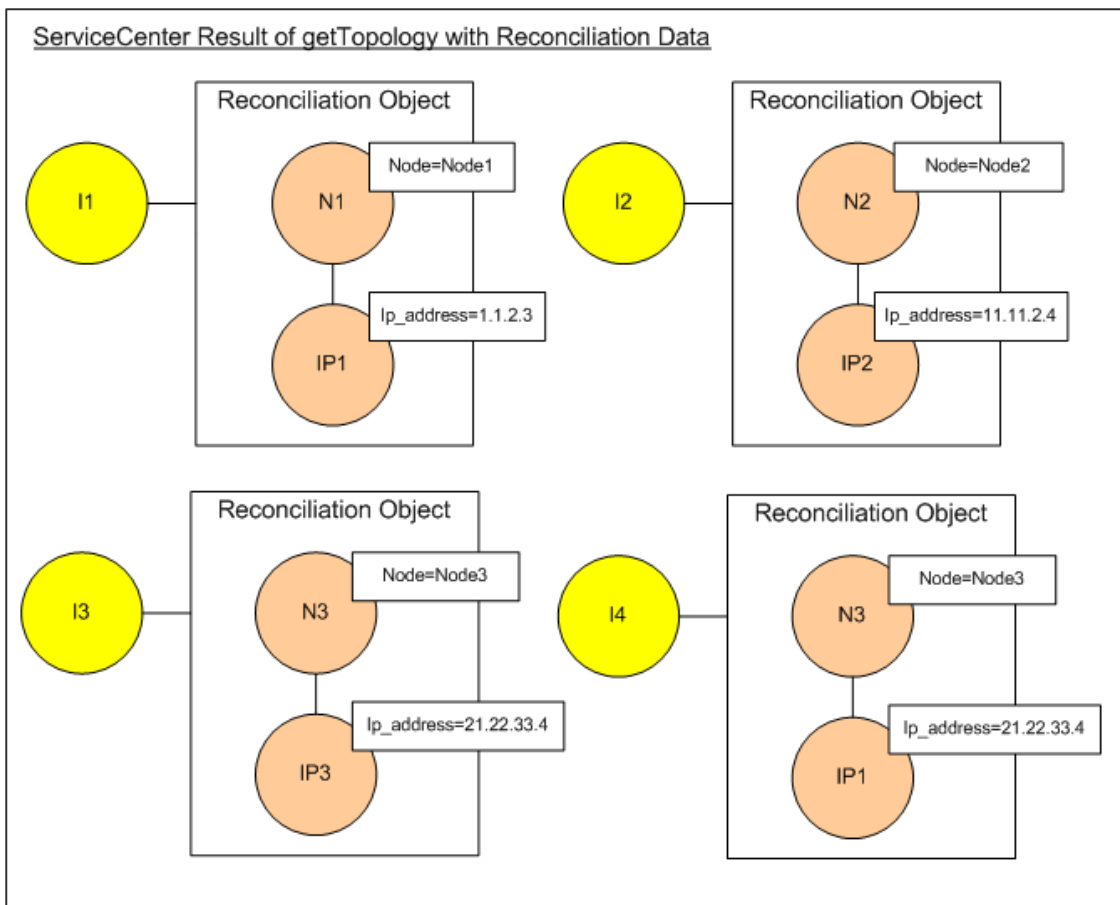 ServiceCenter Result of getTopology with Reconciliation Data
Reconciliation Object
I1
N1
Node=Node1
IP1
Ip_address=1.1.2.3
Reconciliation Object
I2
N2
Node=Node2
IP2
Ip_address=11.11.2.4
Reconciliation Object
I3
N3
Node=Node3
IP3
Ip_address=21.22.33.4
Reconciliation Object
I4
N3
Node=Node3
IP1
Ip_address=21.22.33.4